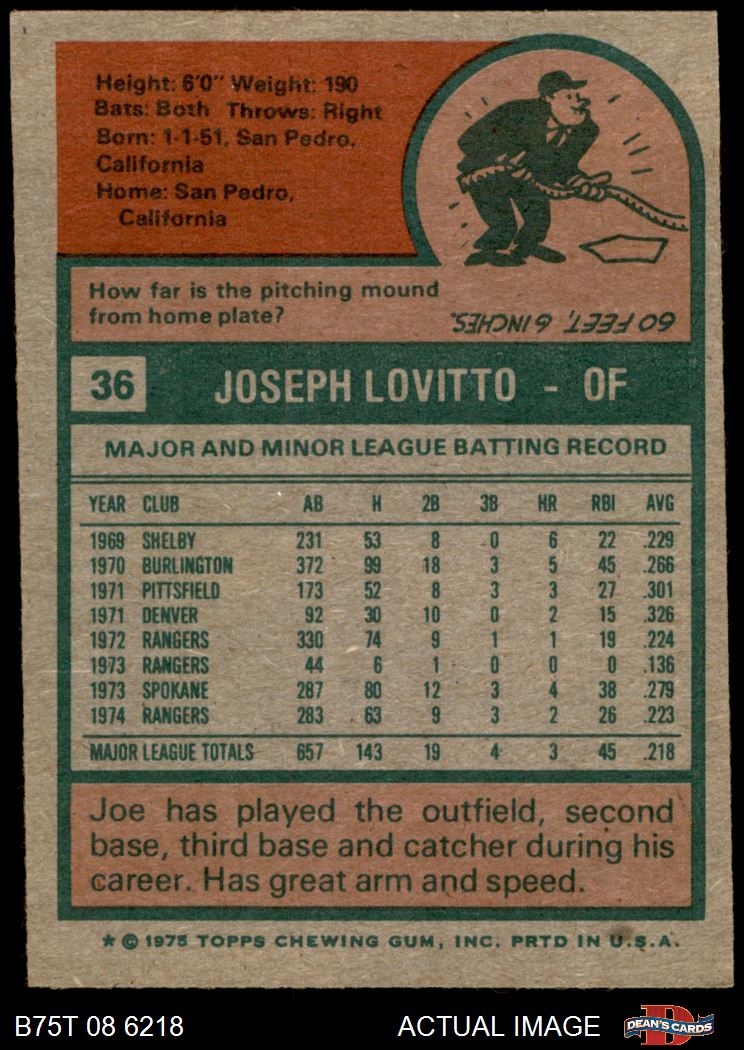 Height: 6'0" Weight: 190
Bats: Both Throws: Right
Born: 1-1-51, San Pedro,
California
Home: San Pedro,
California
How far is the pitching mound
from home plate?
60 FEET, 6 INCHES.
36 JOSEPH LOVITTO - OF
MAJOR AND MINOR LEAGUE BATTING RECORD
YEAR CLUB AB H 2B 3B HR RBI AVG
1969 SHELBY 231 53 8 0 6 22 .229
1970 BURLINGTON 372 99 18 3 5 45 .266
1971 PITTSFIELD 173 52 8 3 3 27 .301
1971 DENVER 92 30 10 0 2 15 .326
1972 RANGERS 330 74 9 1 1 19 .224
1973 RANGERS 44 6 1 0 0 0 .136
1973 SPOKANE 287 80 12 3 4 38 .279
1974 RANGERS 283 63 9 3 2 26 .223
MAJOR LEAGUE TOTALS 657 143 19 4 3 45 .218
Joe has played the outfield, second
base, third base and catcher during his
career. Has great arm and speed.
* © 1975 TOPPS CHEWING GUM, INC. PRTD IN U.S.A.
B75T 08 6218 ACTUAL IMAGE DEAN'S CARDS